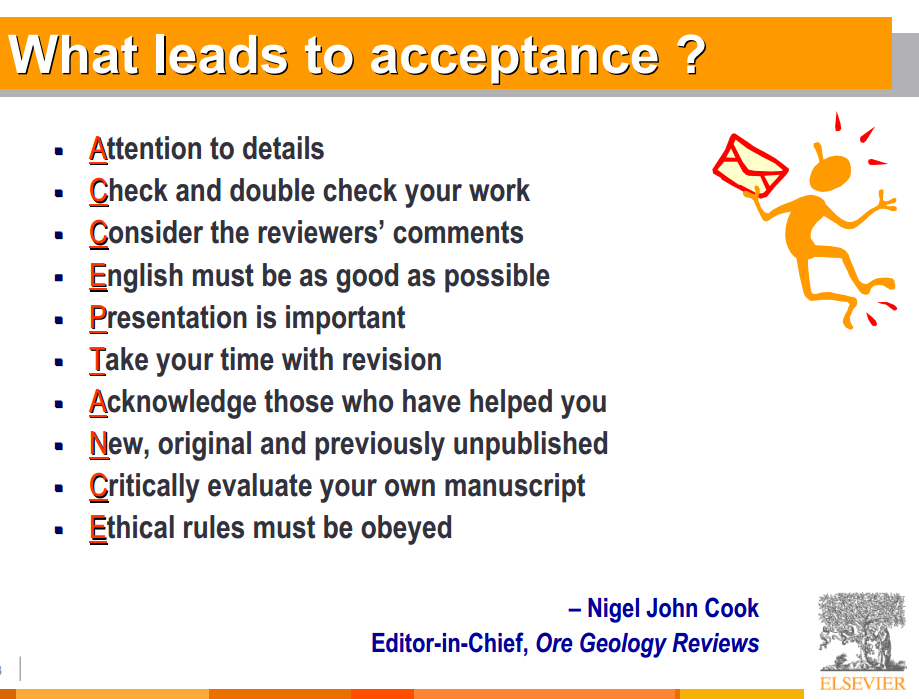 What leads to acceptance ?
▪ Attention to details
▪ Check and double check your work
▪ Consider the reviewers’ comments
▪ English must be as good as possible
▪ Presentation is important
▪ Take your time with revision
▪ Acknowledge those who have helped you
▪ New, original and previously unpublished
▪ Critically evaluate your own manuscript
▪ Ethical rules must be obeyed
– Nigel John Cook
Editor-in-Chief, Ore Geology Reviews
ELSEVIER